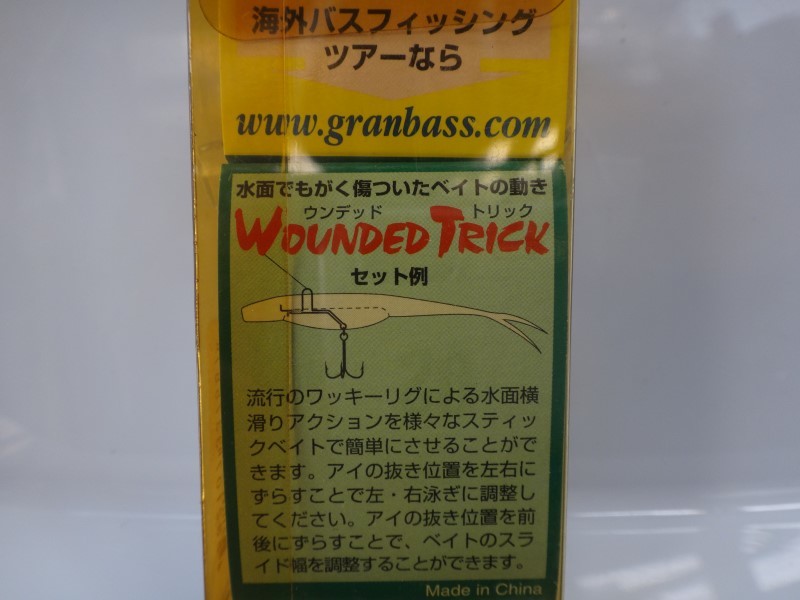 海外バスフィッシング
ツアーなら
www.granbass.com
水面でもがく傷ついたベイトの動き
ウンデッド トリック
WOUNDED TRICK
セット例
流行のワッキーリグによる水面横
滑りアクションを様々なスティッ
クベイトで簡単にさせることがで
きます。アイの抜き位置を左右に
ずらすことで左・右泳ぎに調整し
てください。アイの抜き位置を前
後にずらすことで、ベイトのスラ
イド幅を調整することができます。
Made in China